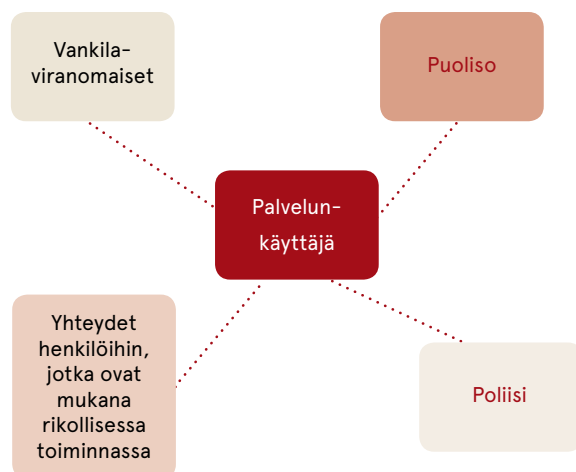 Vankila-
viranomaiset
Puoliso
Palvelun-
käyttäjä
Yhteydet
henkilöihin,
jotka ovat
mukana
rikollisessa
toiminnassa
Poliisi